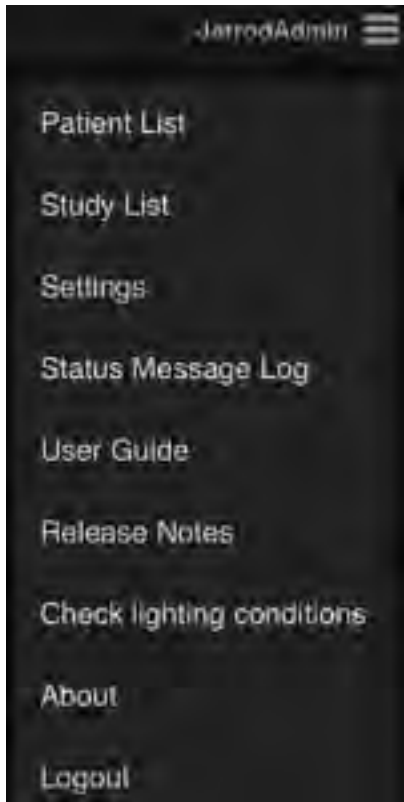 -JarrodAdmin
Patient List
Study List
Settings
Status Message Log
User Guide
Release Notes
Check lighting conditions
About
Logout